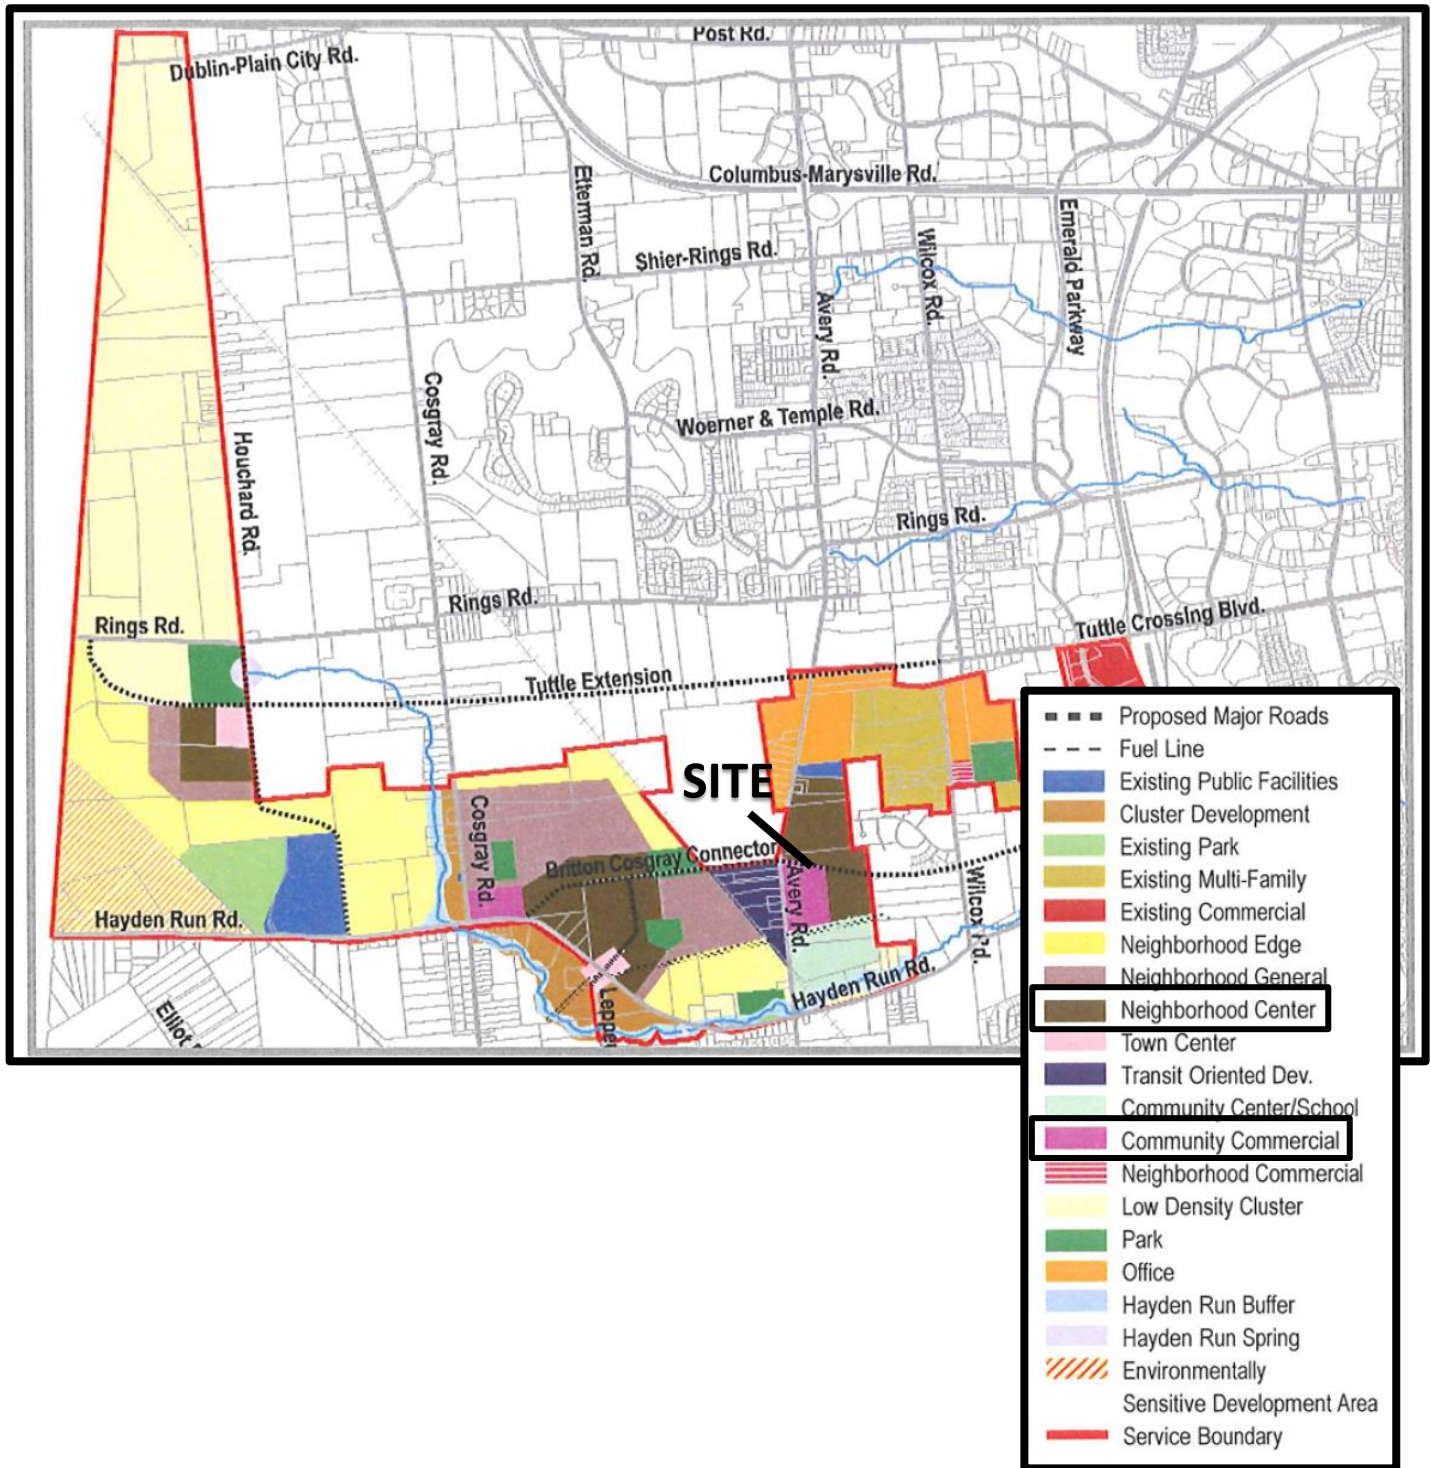 Post Rd.
Dublin-Plain City Rd.
Columbus-Marysville Rd.
Eiterman Rd.
Emerald Parkway
Wilcox Rd.
Shier-Rings Rd.
Avery Rd.
Cosgray Rd.
Woerner & Temple Rd.
Houchard Rd.
Rings Rd.
Rings Rd.
Tuttle Crossing Blvd.
Rings Rd.
Tuttle Extension
SITE
Cosgray Rd.
Britton Cosgray Connector
Avery Rd.
Wilcox Rd.
Hayden Run Rd.
Hayden Run Rd.
Elliot
Lepper
Proposed Major Roads
Fuel Line
Existing Public Facilities
Cluster Development
Existing Park
Existing Multi-Family
Existing Commercial
Neighborhood Edge
Neighborhood General
Neighborhood Center
Town Center
Transit Oriented Dev.
Community Center/School
Community Commercial
Neighborhood Commercial
Low Density Cluster
Park
Office
Hayden Run Buffer
Hayden Run Spring
Environmentally
Sensitive Development Area
Service Boundary